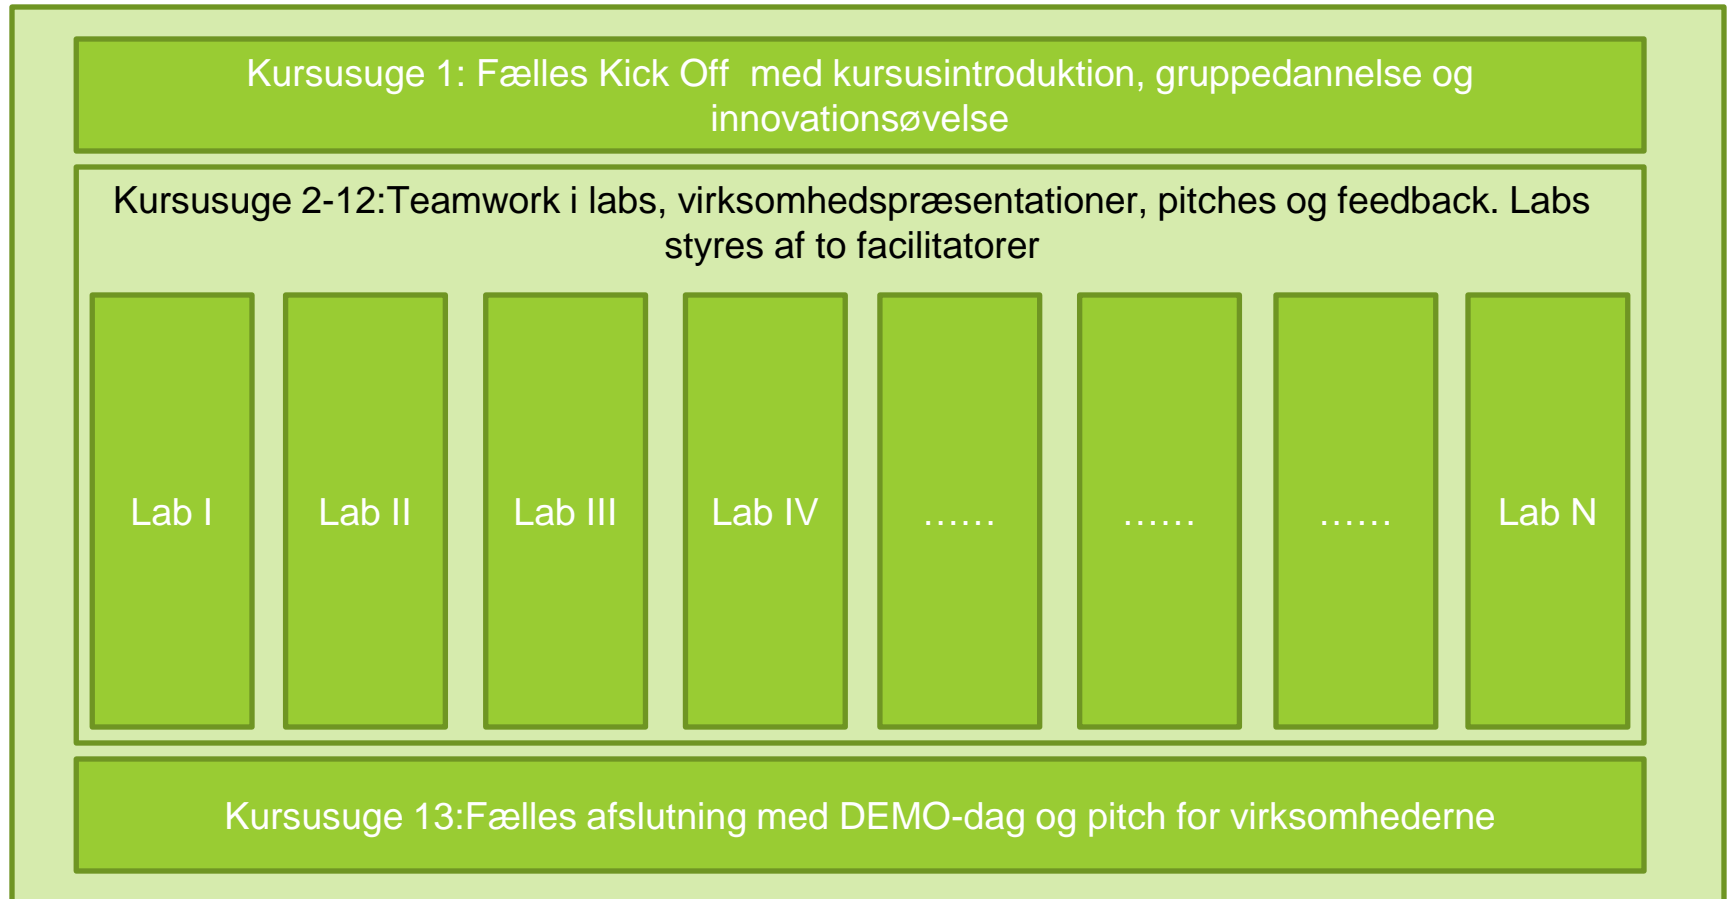 Kursusuge 1: Fælles Kick Off  med kursusintroduktion, gruppedannelse og
innovationsøvelse
Kursusuge 2-12:Teamwork i labs, virksomhedspræsentationer, pitches og feedback. Labs
styres af to facilitatorer
Lab I
Lab II
Lab III
Lab IV
……
……
……
Lab N
Kursusuge 13:Fælles afslutning med DEMO-dag og pitch for virksomhederne